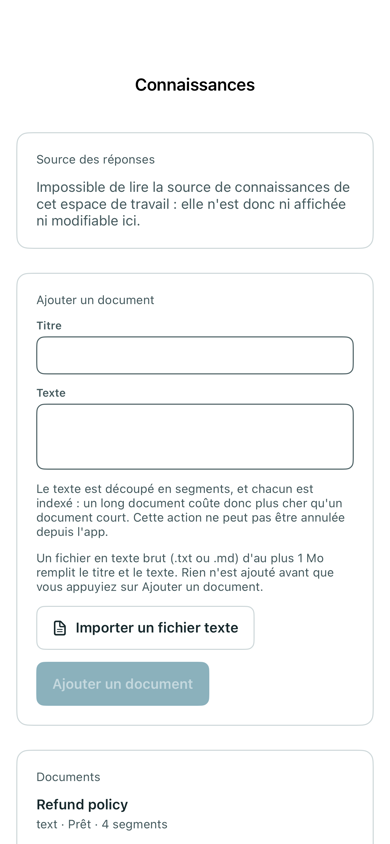 Connaissances
Source des réponses
Impossible de lire la source de connaissances de
cet espace de travail : elle n'est donc ni affichée
ni modifiable ici.
Ajouter un document
Titre
Texte
Le texte est découpé en segments, et chacun est
indexé : un long document coûte donc plus cher qu'un
document court. Cette action ne peut pas être annulée
depuis l'app.
Un fichier en texte brut (.txt ou .md) d'au plus 1 Mo
remplit le titre et le texte. Rien n'est ajouté avant que
vous appuyiez sur Ajouter un document.
Importer un fichier texte
Ajouter un document
Documents
Refund policy
text · Prêt · 4 segments